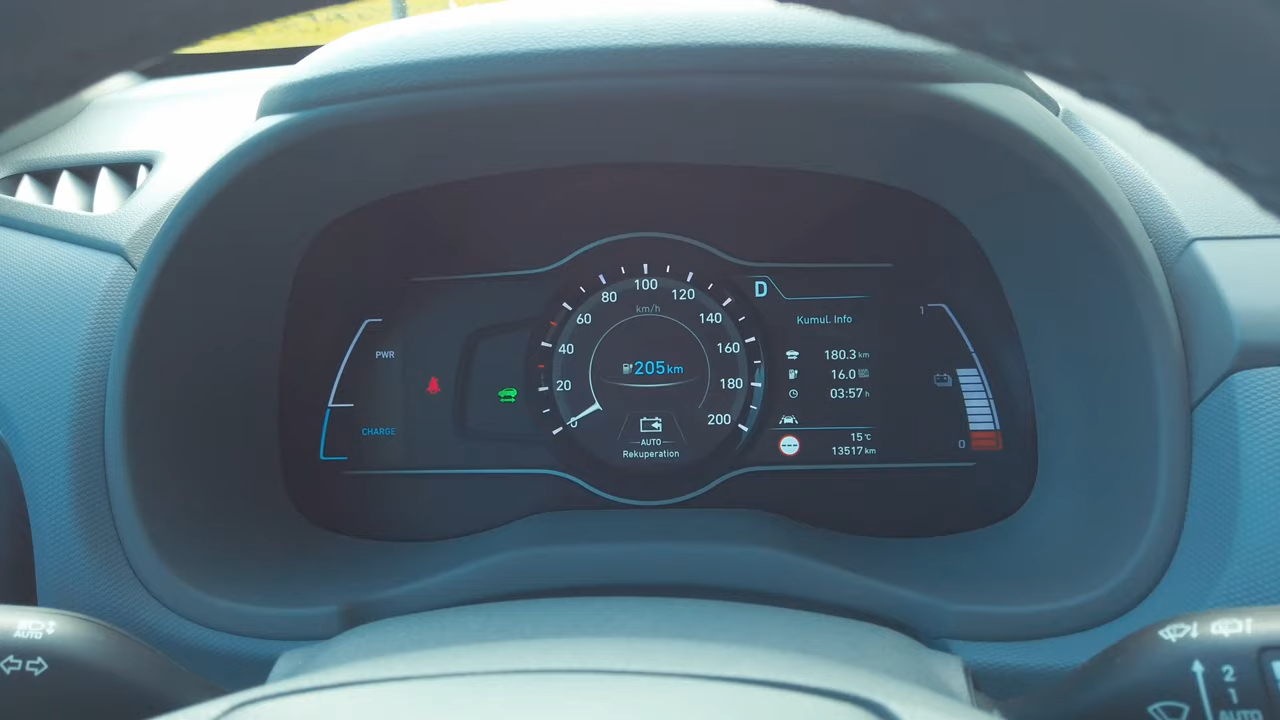 PWR
CHARGE
0
20
40
60
80
100
120
140
160
180
200
km/h
205km
AUTO
Rekuperation
D
Kumul. Info
180.3 km
16.0
03:57 h
15 °C
13517 km
1
0
AUTO
2
1
AUTO